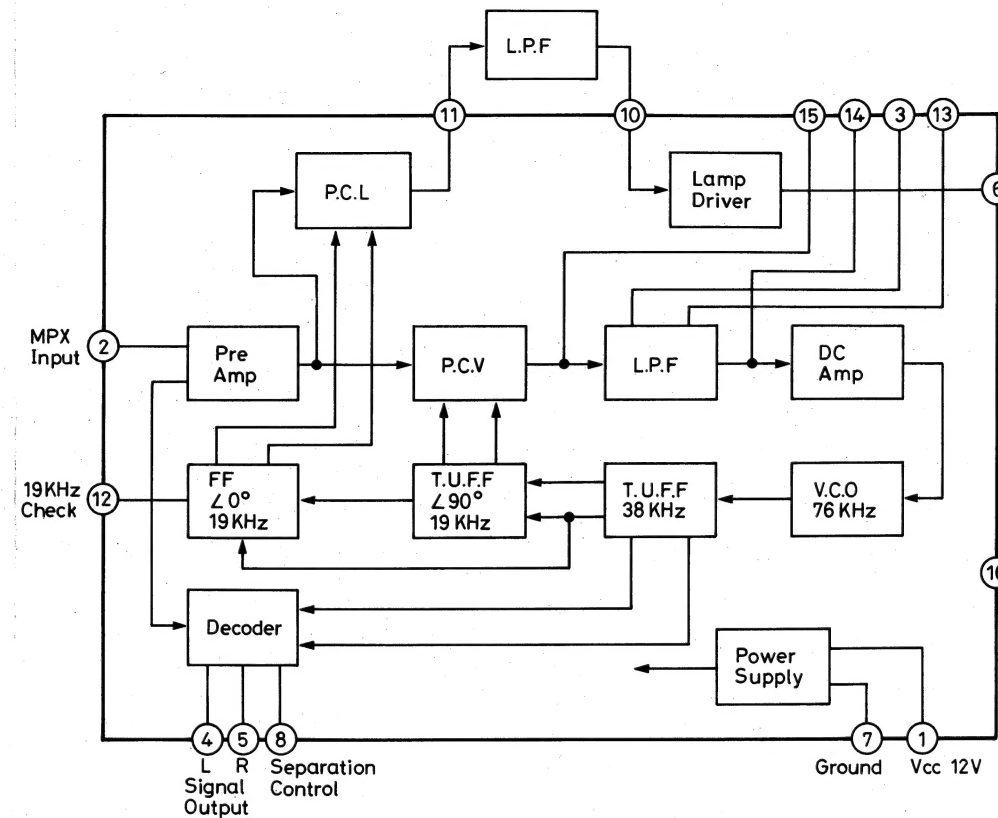 L.P.F
11
10
15
14
3
13
P.C.L
Lamp
Driver
6
MPX
Input
2
Pre
Amp
P.C.V
L.P.F
DC
Amp
19KHz
Check
12
FF
∠0°
19KHz
T.U.F.F
∠90°
19KHz
T.U.F.F
38KHz
V.C.O
76KHz
16
Decoder
Power
Supply
4
5
8
7
1
L
R
Signal
Output
Separation
Control
Ground
Vcc 12V